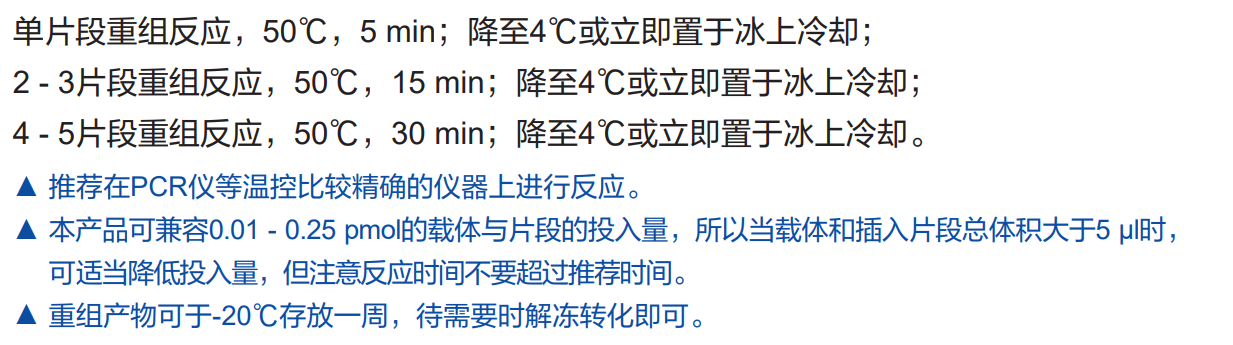 单片段重组反应，50℃，5 min；降至4℃或立即置于冰上冷却；
2 - 3片段重组反应，50℃，15 min；降至4℃或立即置于冰上冷却；
4 - 5片段重组反应，50℃，30 min；降至4℃或立即置于冰上冷却。
▲ 推荐在PCR仪等温控比较精确的仪器上进行反应。
▲ 本产品可兼容0.01 - 0.25 pmol的载体与片段的投入量，所以当载体和插入片段总体积大于5 μl时，
可适当降低投入量，但注意反应时间不要超过推荐时间。
▲ 重组产物可于-20℃存放一周，待需要时解冻转化即可。